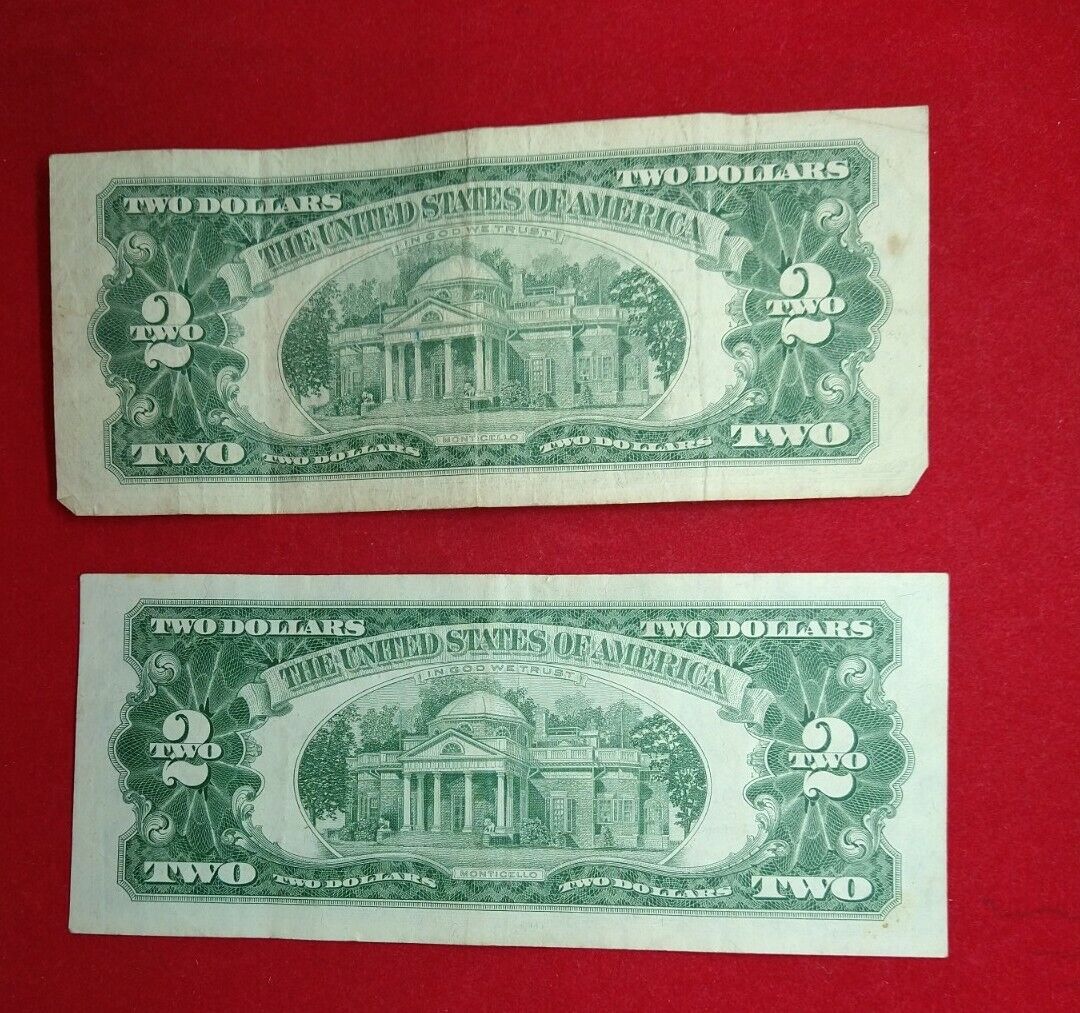 TWO DOLLARS TWO DOLLARS
THE UNITED STATES OF AMERICA
IN GOD WE TRUST
2 2
TWO TWO
MONTICELLO
TWO TWO DOLLARS TWO DOLLARS TWO
TWO DOLLARS TWO DOLLARS
THE UNITED STATES OF AMERICA
IN GOD WE TRUST
2 2
TWO TWO
MONTICELLO
TWO TWO DOLLARS TWO DOLLARS TWO